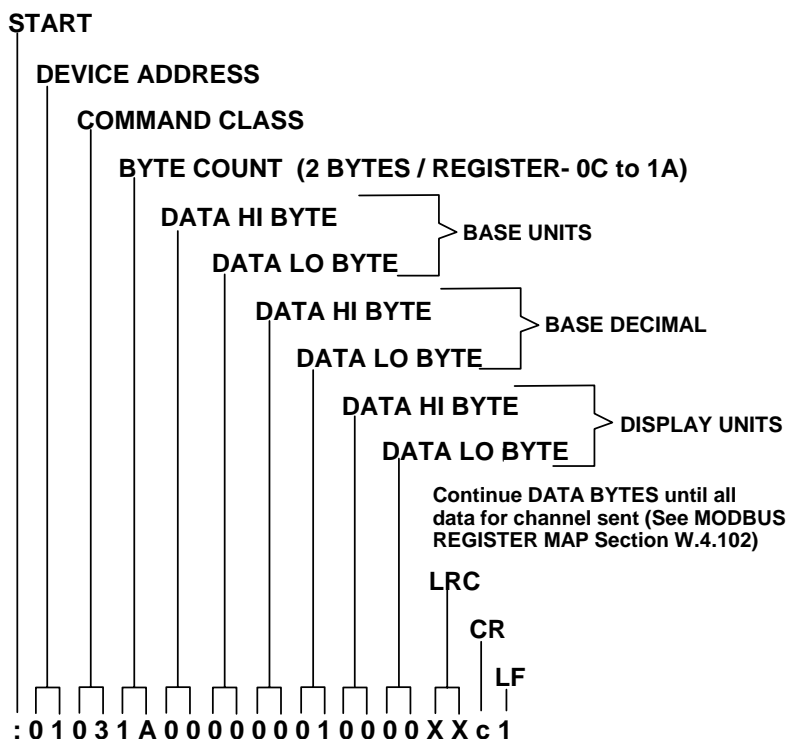 START
DEVICE ADDRESS
COMMAND CLASS
BYTE COUNT (2 BYTES / REGISTER- 0C to 1A)
DATA HI BYTE
BASE UNITS
DATA LO BYTE
DATA HI BYTE
BASE DECIMAL
DATA LO BYTE
DATA HI BYTE
DISPLAY UNITS
DATA LO BYTE
Continue DATA BYTES until all
data for channel sent (See MODBUS
REGISTER MAP Section W.4.102)
LRC
CR
LF
: 0 1 0 3 1 A 0 0 0 0 0 0 0 1 0 0 0 0 X X c 1